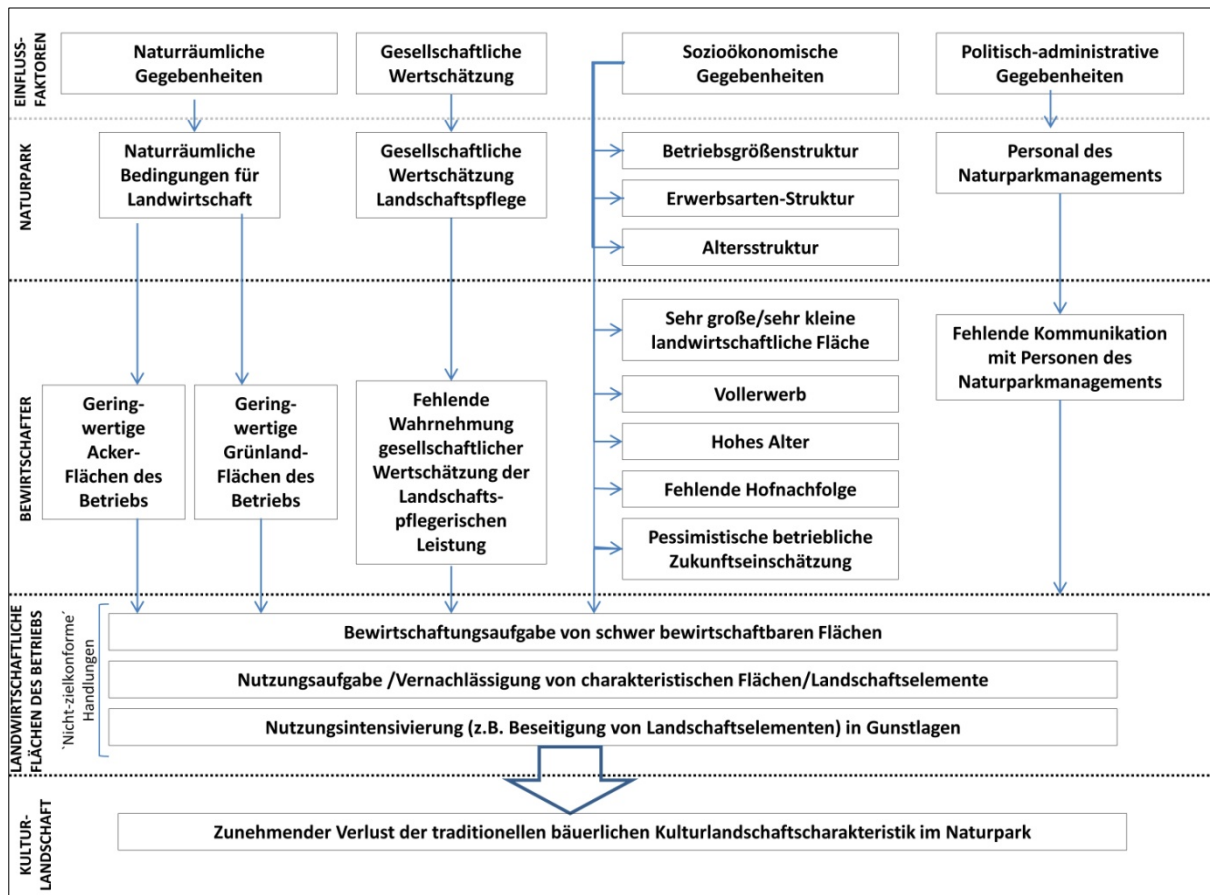 EINFLUSS-
FAKTOREN
Naturräumliche
Gegebenheiten
Gesellschaftliche
Wertschätzung
Sozioökonomische
Gegebenheiten
Politisch-administrative
Gegebenheiten
NATURPARK
Naturräumliche
Bedingungen für
Landwirtschaft
Gesellschaftliche
Wertschätzung
Landschaftspflege
Betriebsgrößenstruktur
Erwerbsarten-Struktur
Altersstruktur
Personal des
Naturparkmanagements
BEWIRTSCHAFTER
Gering-
wertige
Acker-
Flächen des
Betriebs
Gering-
wertige
Grünland-
Flächen des
Betriebs
Fehlende
Wahrnehmung
gesellschaftlicher
Wertschätzung der
Landschafts-
pflegerischen
Leistung
Sehr große/sehr kleine
landwirtschaftliche Fläche
Vollerwerb
Hohes Alter
Fehlende Hofnachfolge
Pessimistische betriebliche
Zukunftseinschätzung
Fehlende Kommunikation
mit Personen des
Naturparkmanagements
LANDWIRTSCHAFTLICHE
FLÄCHEN DES BETRIEBS
`Nicht-zielkonforme´
Handlungen
Bewirtschaftungsaufgabe von schwer bewirtschaftbaren Flächen
Nutzungsaufgabe /Vernachlässigung von charakteristischen Flächen/Landschaftselemente
Nutzungsintensivierung (z.B. Beseitigung von Landschaftselementen) in Gunstlagen
KULTUR-
LANDSCHAFT
Zunehmender Verlust der traditionellen bäuerlichen Kulturlandschaftscharakteristik im Naturpark